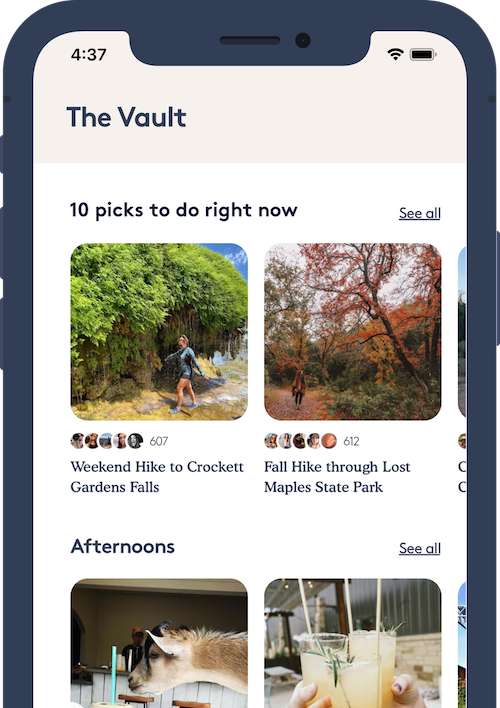 4:37
The Vault
10 picks to do right now
See all
607
612
Weekend Hike to Crockett
Gardens Falls
Fall Hike through Lost
Maples State Park
C
C
Afternoons
See all